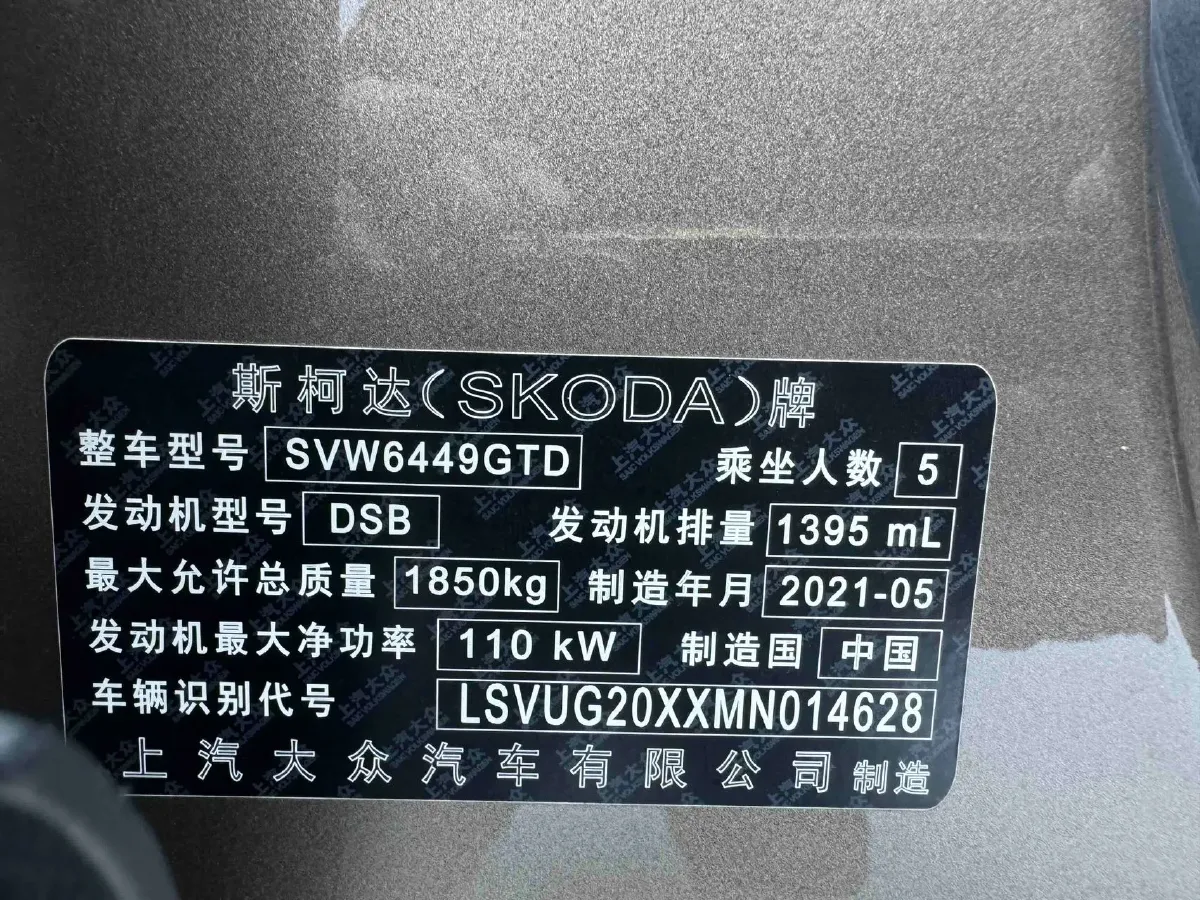 斯柯达(SKODA)牌
整车型号 SVW6449GTD 乘坐人数 5
发动机型号 DSB 发动机排量 1395 mL
最大允许总质量 1850kg 制造年月 2021-05
发动机最大净功率 110 kW 制造国 中国
车辆识别代号 LSVUG20XXMN014628
上汽大众汽车有限公司制造